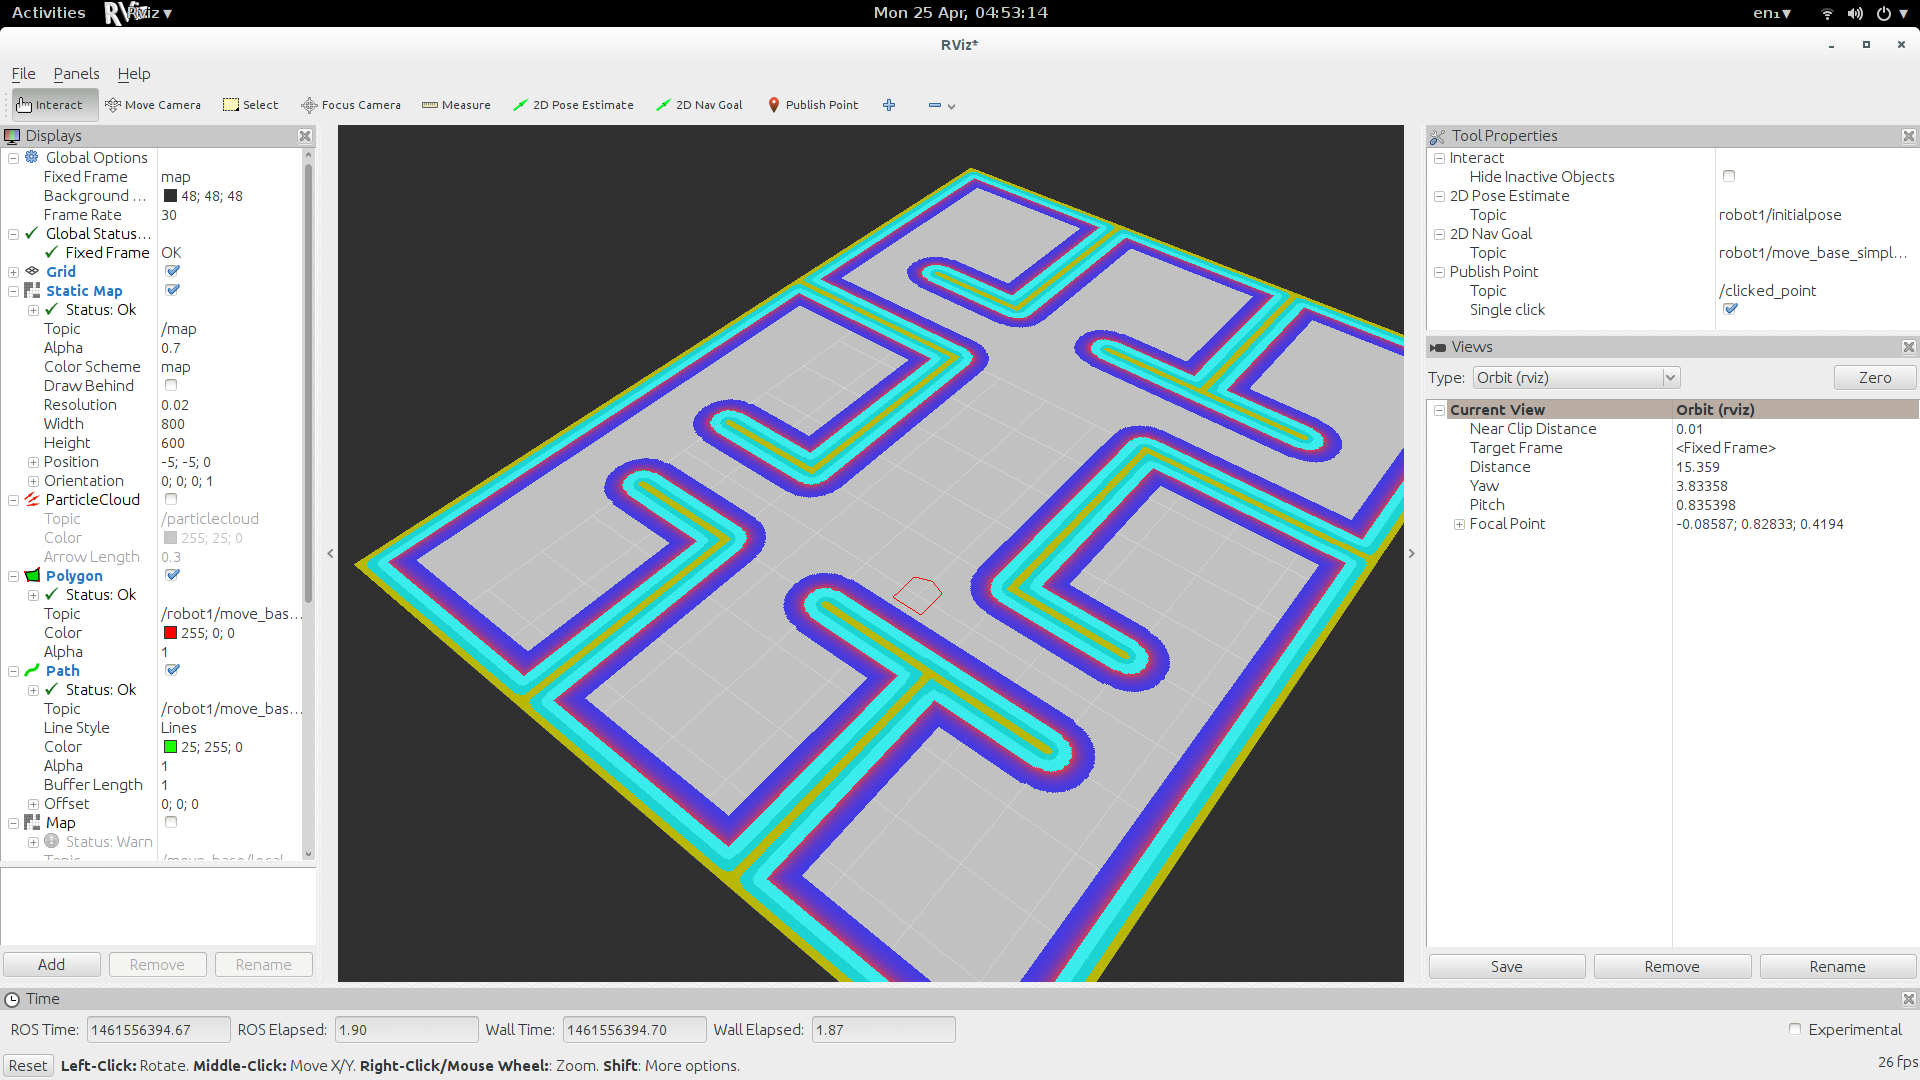 Activities RViz ▾ Mon 25 Apr, 04:53:14 en₁▾
RViz*
File Panels Help
Interact Move Camera Select Focus Camera Measure 2D Pose Estimate 2D Nav Goal Publish Point
Displays
Global Options
Fixed Frame map
Background ... 48; 48; 48
Frame Rate 30
Global Status...
Fixed Frame OK
Grid
Static Map
Status: Ok
Topic /map
Alpha 0.7
Color Scheme map
Draw Behind
Resolution 0.02
Width 800
Height 600
Position -5; -5; 0
Orientation 0; 0; 0; 1
ParticleCloud
Topic /particlecloud
Color 255; 25; 0
Arrow Length 0.3
Polygon
Status: Ok
Topic /robot1/move_bas...
Color 255; 0; 0
Alpha 1
Path
Status: Ok
Topic /robot1/move_bas...
Line Style Lines
Color 25; 255; 0
Alpha 1
Buffer Length 1
Offset 0; 0; 0
Map
Status: Warn
Topic /move_base/local
Add Remove Rename
Tool Properties
Interact
Hide Inactive Objects
2D Pose Estimate
Topic robot1/initialpose
2D Nav Goal
Topic robot1/move_base_simpl...
Publish Point
Topic /clicked_point
Single click
Views
Type: Orbit (rviz) Zero
Current View Orbit (rviz)
Near Clip Distance 0.01
Target Frame <Fixed Frame>
Distance 15.359
Yaw 3.83358
Pitch 0.835398
Focal Point -0.08587; 0.82833; 0.4194
Save Remove Rename
Time
ROS Time: 1461556394.67 ROS Elapsed: 1.90 Wall Time: 1461556394.70 Wall Elapsed: 1.87 Experimental
Reset Left-Click: Rotate. Middle-Click: Move X/Y. Right-Click/Mouse Wheel:: Zoom. Shift: More options. 26 fps